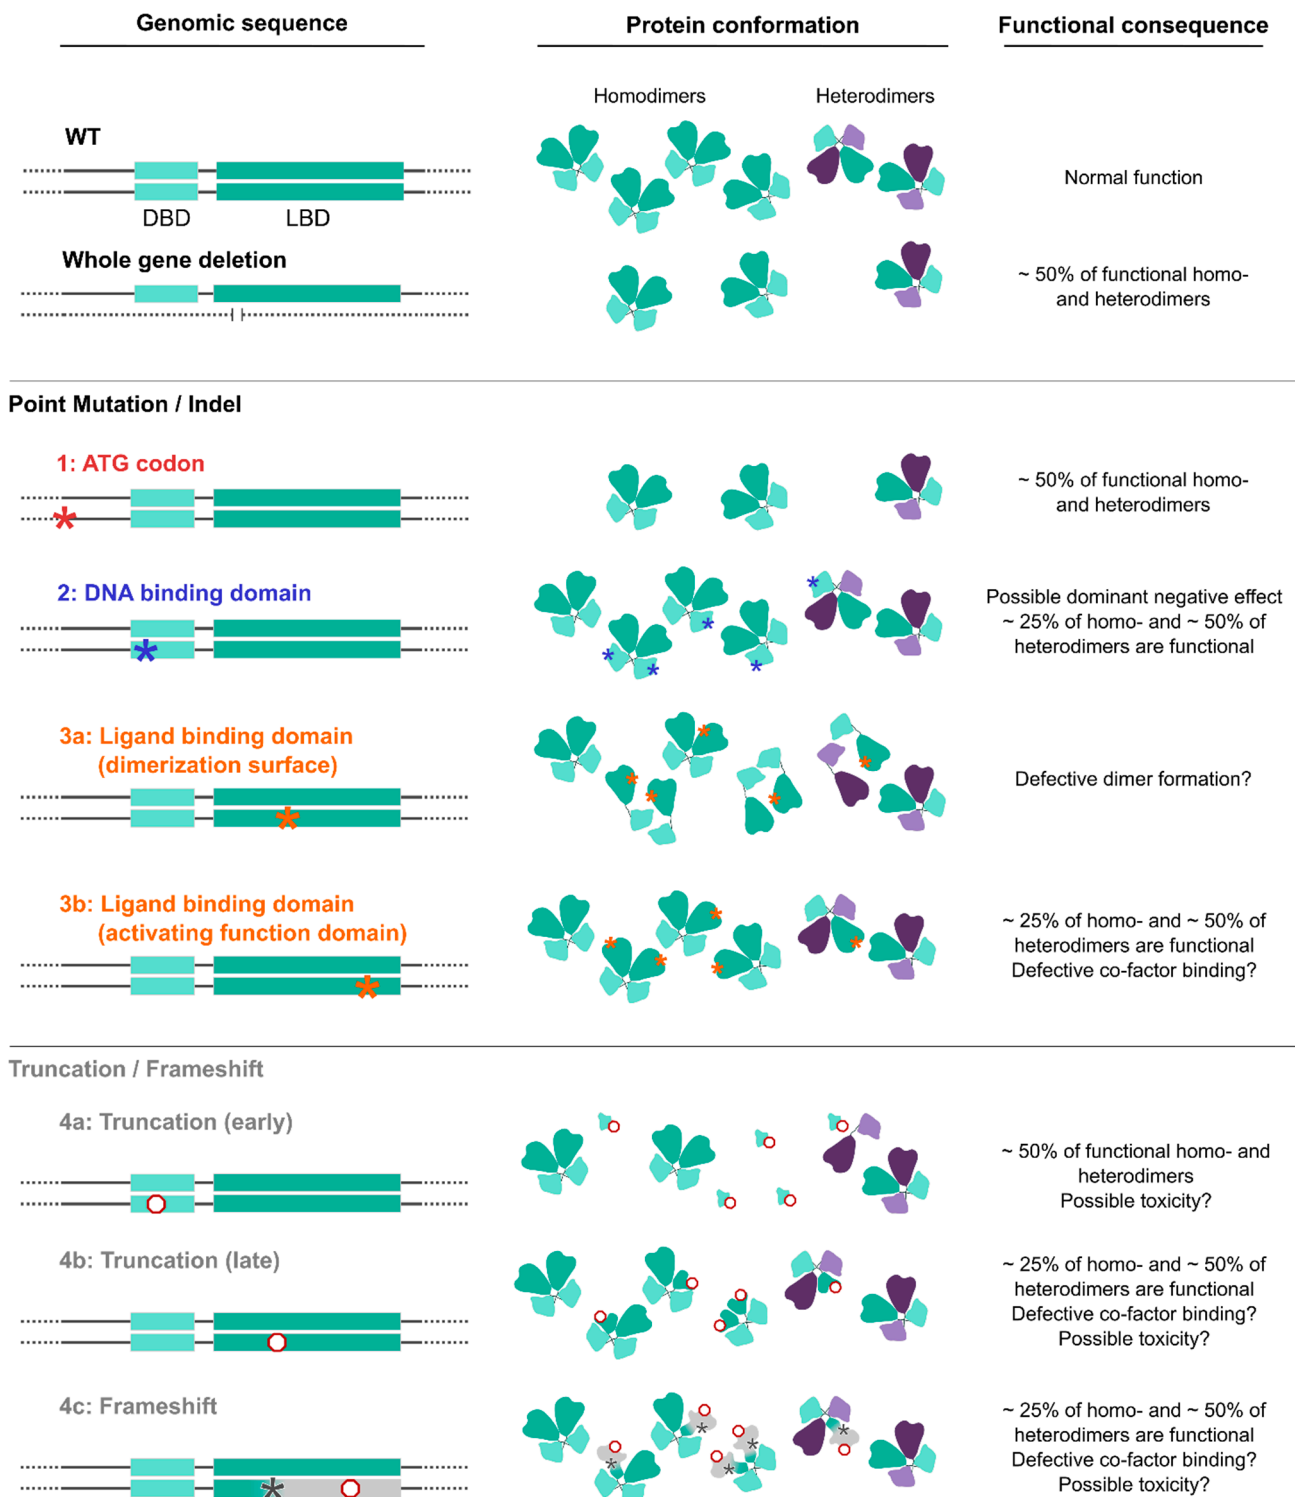 Genomic sequence
Protein conformation
Functional consequence
Homodimers
Heterodimers
WT
DBD
LBD
Normal function
Whole gene deletion
~ 50% of functional homo-
and heterodimers
Point Mutation / Indel
1: ATG codon
~ 50% of functional homo-
and heterodimers
2: DNA binding domain
Possible dominant negative effect
~ 25% of homo- and ~ 50% of
heterodimers are functional
3a: Ligand binding domain
(dimerization surface)
Defective dimer formation?
3b: Ligand binding domain
(activating function domain)
~ 25% of homo- and ~ 50% of
heterodimers are functional
Defective co-factor binding?
Truncation / Frameshift
4a: Truncation (early)
~ 50% of functional homo- and
heterodimers
Possible toxicity?
4b: Truncation (late)
~ 25% of homo- and ~ 50% of
heterodimers are functional
Defective co-factor binding?
Possible toxicity?
4c: Frameshift
~ 25% of homo- and ~ 50% of
heterodimers are functional
Defective co-factor binding?
Possible toxicity?